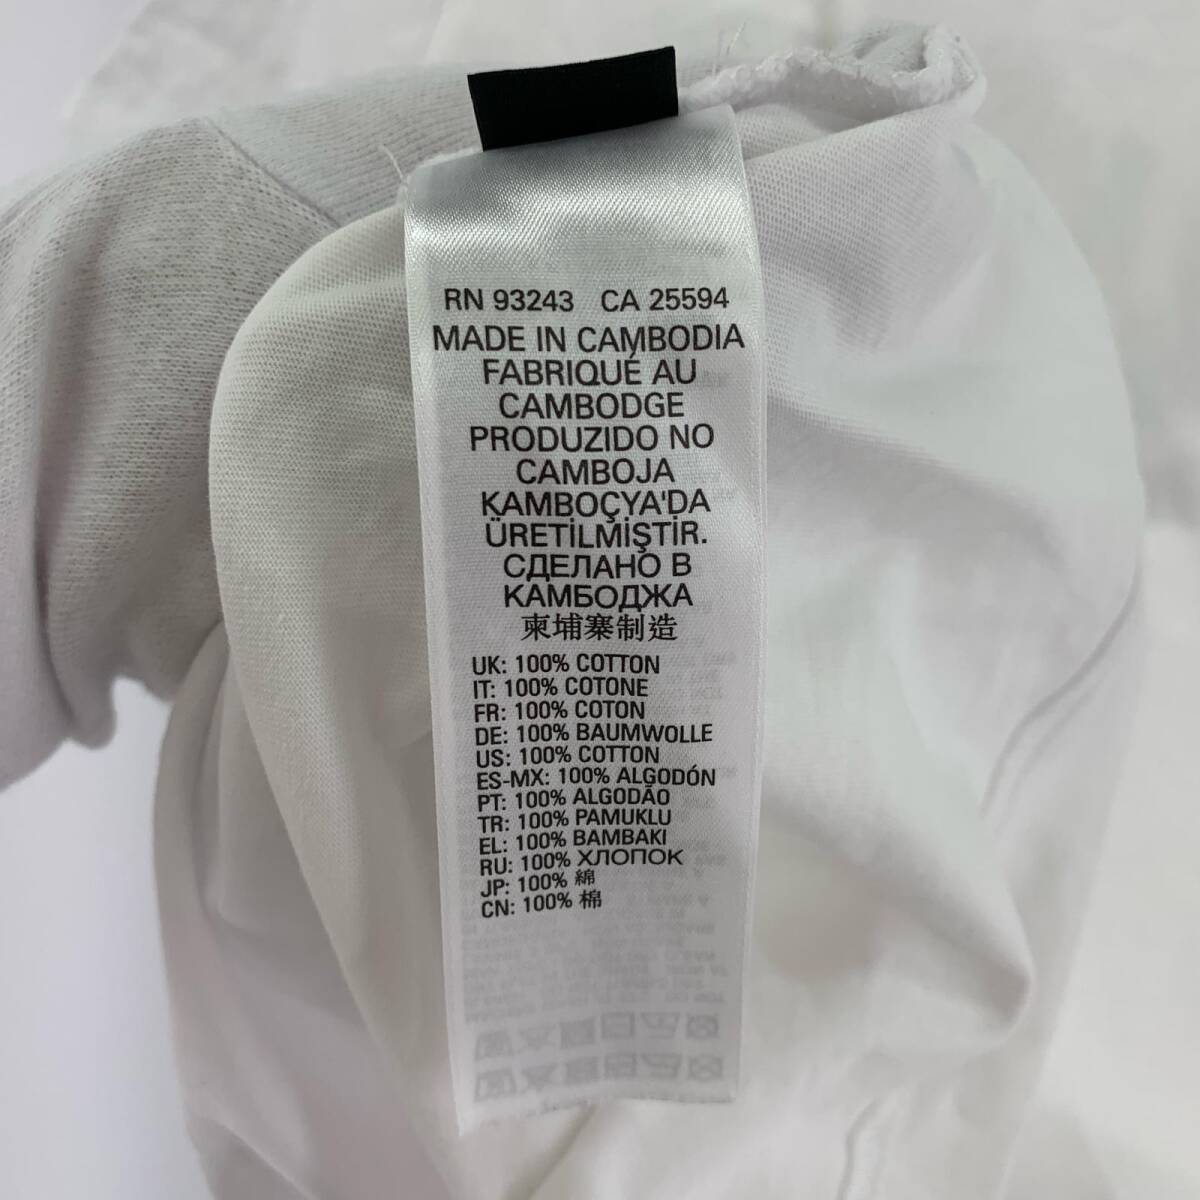 RN 93243 CA 25594
MADE IN CAMBODIA
FABRIQUÉ AU
CAMBODGE
PRODUZIDO NO
CAMBOJA
KAMBOÇYA'DA
ÜRETİLMİŞTİR.
СДЕЛАНО В
КАМБОДЖА
柬埔寨制造
UK: 100% COTTON
IT: 100% COTONE
FR: 100% COTON
DE: 100% BAUMWOLLE
US: 100% COTTON
ES-MX: 100% ALGODÓN
PT: 100% ALGODÃO
TR: 100% PAMUKLU
EL: 100% BAMBAKI
RU: 100% ХЛОПОК
JP: 100% 綿
CN: 100% 棉